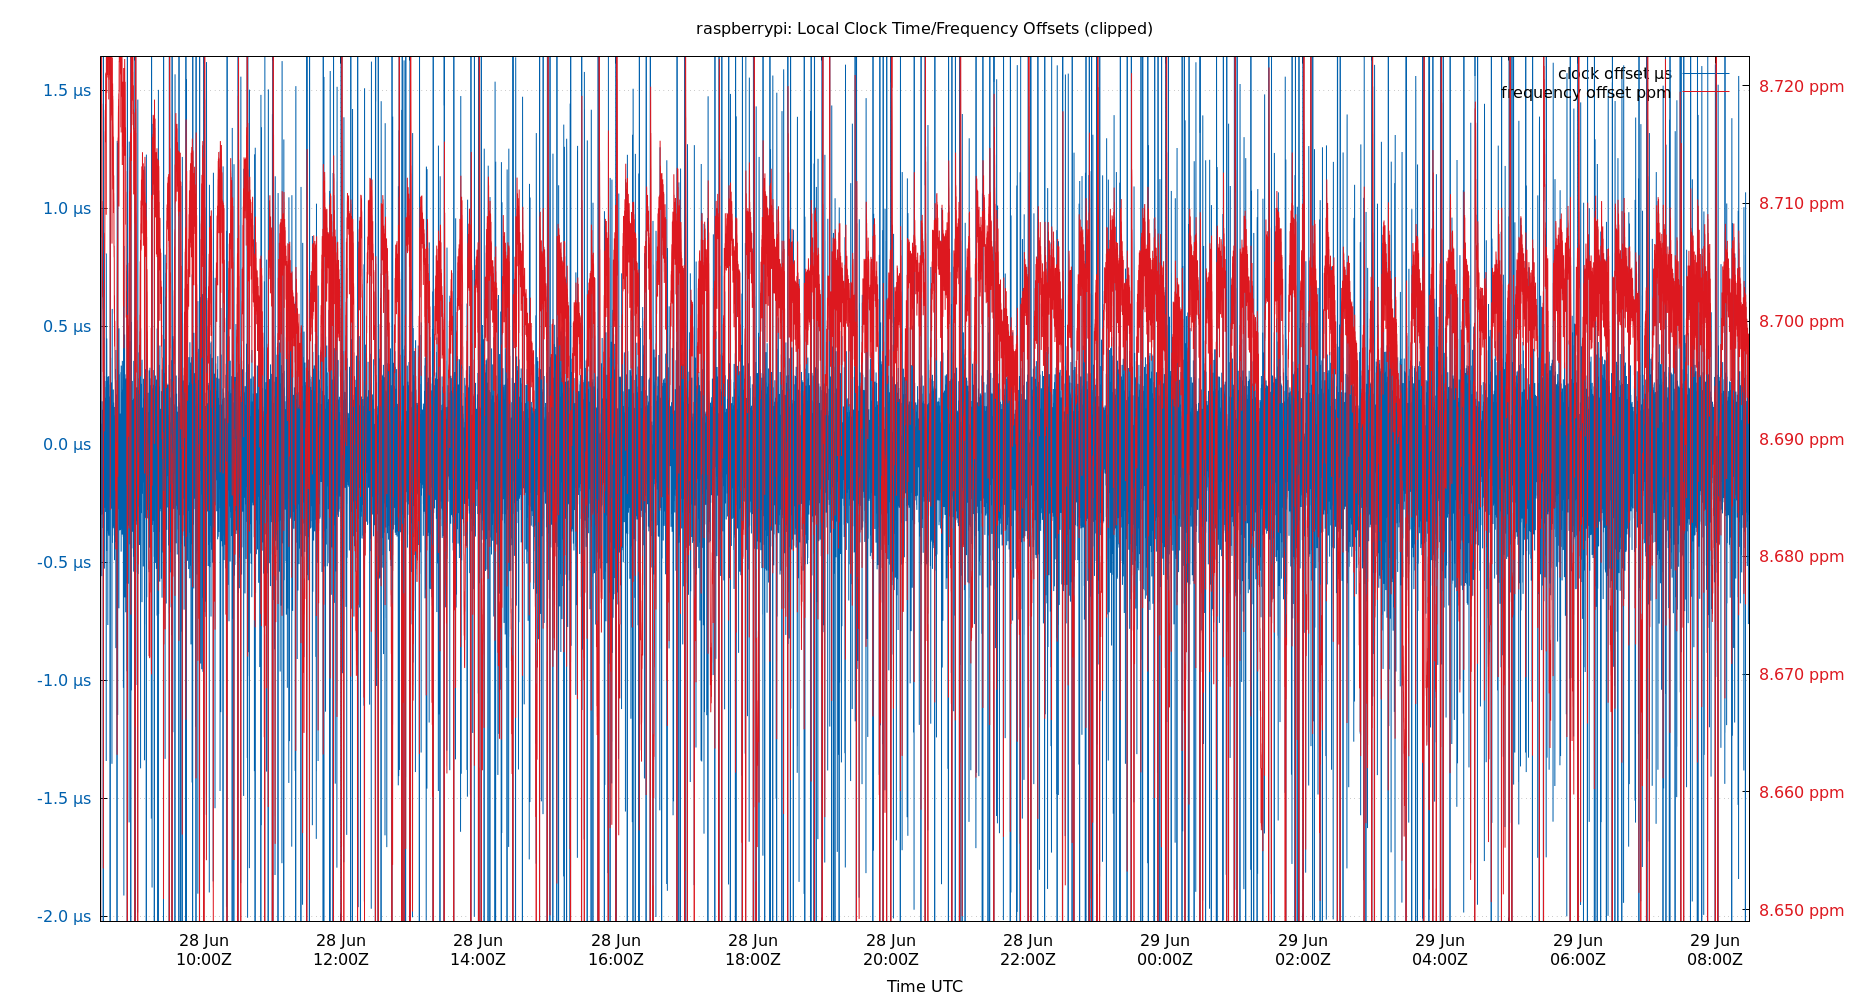 raspberrypi: Local Clock Time/Frequency Offsets (clipped)
clock offset µs
frequency offset ppm
1.5 µs
1.0 µs
0.5 µs
0.0 µs
-0.5 µs
-1.0 µs
-1.5 µs
-2.0 µs
8.720 ppm
8.710 ppm
8.700 ppm
8.690 ppm
8.680 ppm
8.670 ppm
8.660 ppm
8.650 ppm
28 Jun 28 Jun 28 Jun 28 Jun 28 Jun 28 Jun 28 Jun 29 Jun 29 Jun 29 Jun 29 Jun 29 Jun
10:00Z 12:00Z 14:00Z 16:00Z 18:00Z 20:00Z 22:00Z 00:00Z 02:00Z 04:00Z 06:00Z 08:00Z
Time UTC